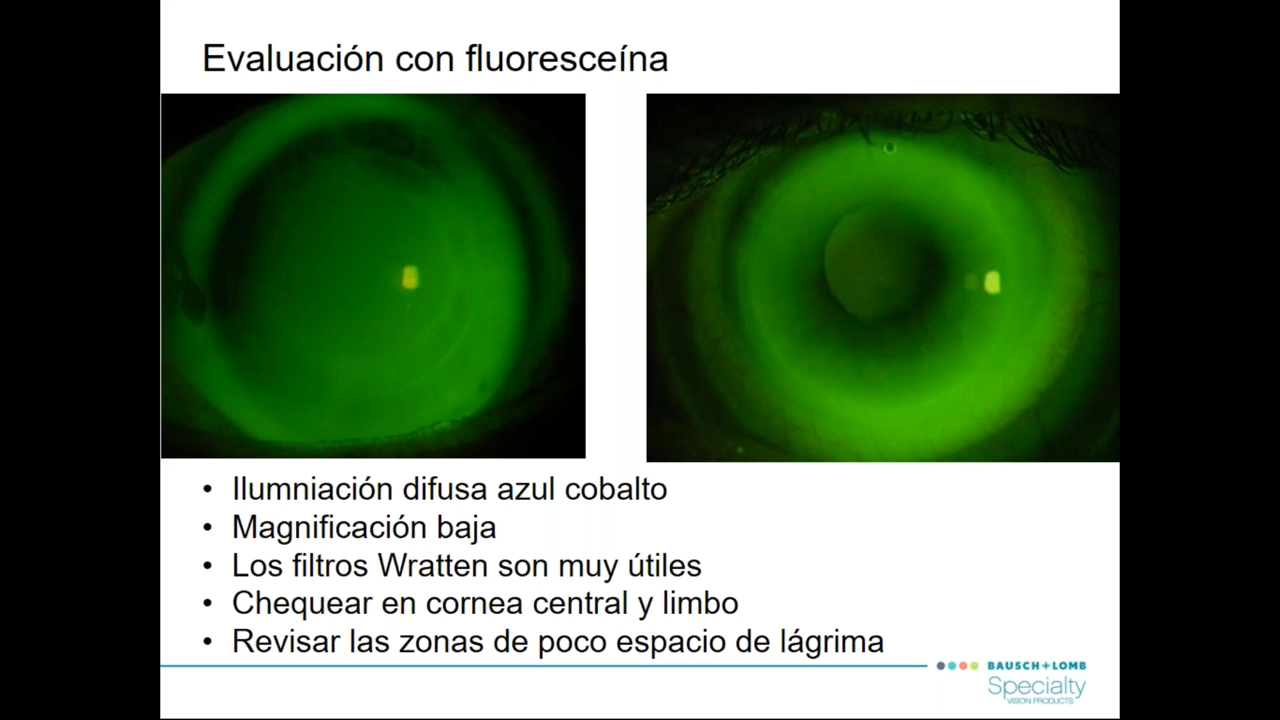 Evaluación con fluoresceína
• Ilumniación difusa azul cobalto
• Magnificación baja
• Los filtros Wratten son muy útiles
• Chequear en cornea central y limbo
• Revisar las zonas de poco espacio de lágrima
BAUSCH + LOMB
Specialty
VISION PRODUCTS